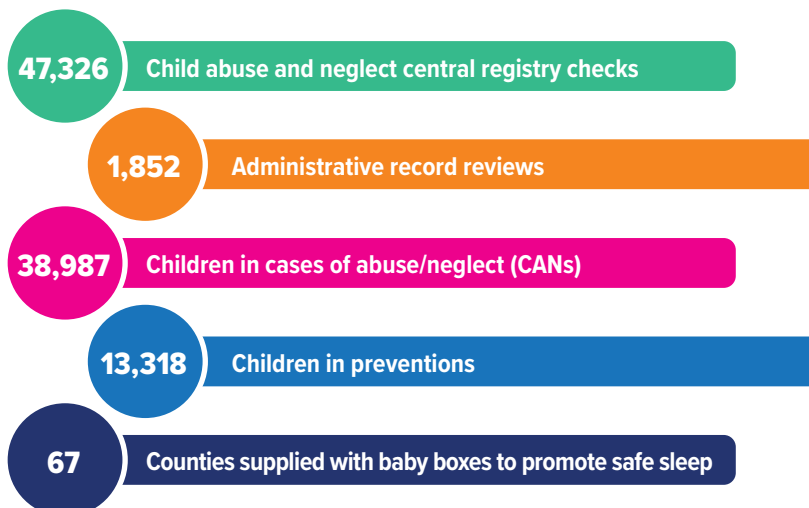 47,326 Child abuse and neglect central registry checks
1,852 Administrative record reviews
38,987 Children in cases of abuse/neglect (CANs)
13,318 Children in preventions
67 Counties supplied with baby boxes to promote safe sleep